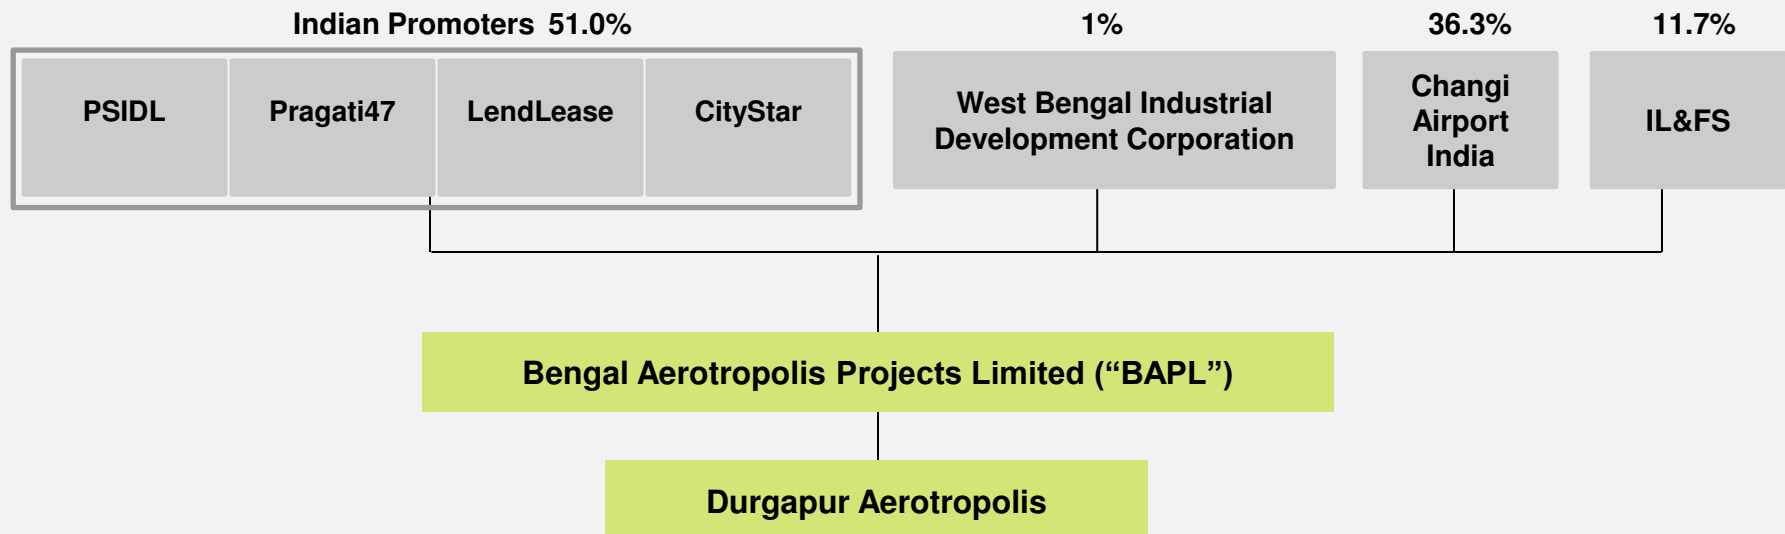 Indian Promoters 51.0%
1%
36.3%
11.7%
PSIDL
Pragati47
LendLease
CityStar
West Bengal Industrial
Development Corporation
Changi
Airport
India
IL&FS
Bengal Aerotropolis Projects Limited (“BAPL”)
Durgapur Aerotropolis